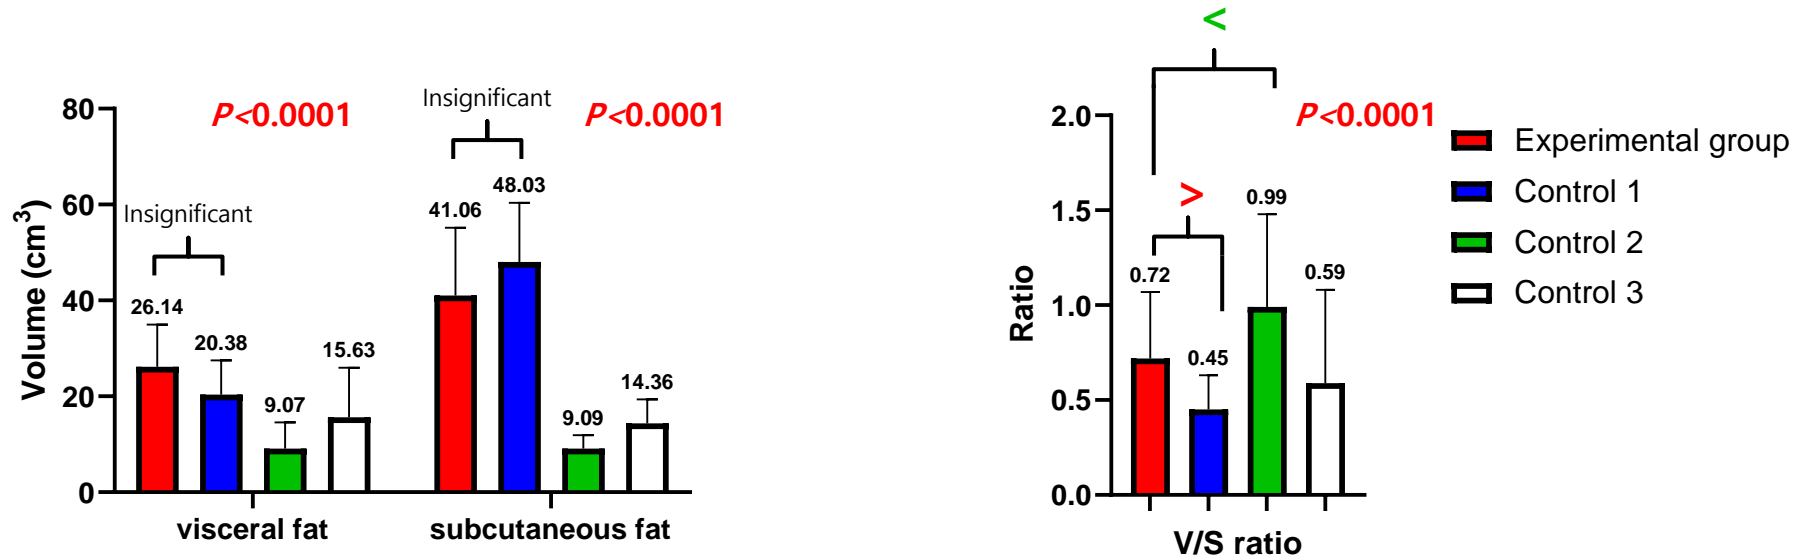 80
60
40
20
0
Volume (cm³)
P<0.0001
Insignificant
26.14
20.38
9.07
15.63
visceral fat
Insignificant
P<0.0001
41.06
48.03
9.09
14.36
subcutaneous fat
2.0
1.5
1.0
0.5
0.0
Ratio
<
P<0.0001
>
0.72
0.45
0.99
0.59
V/S ratio
Experimental group
Control 1
Control 2
Control 3